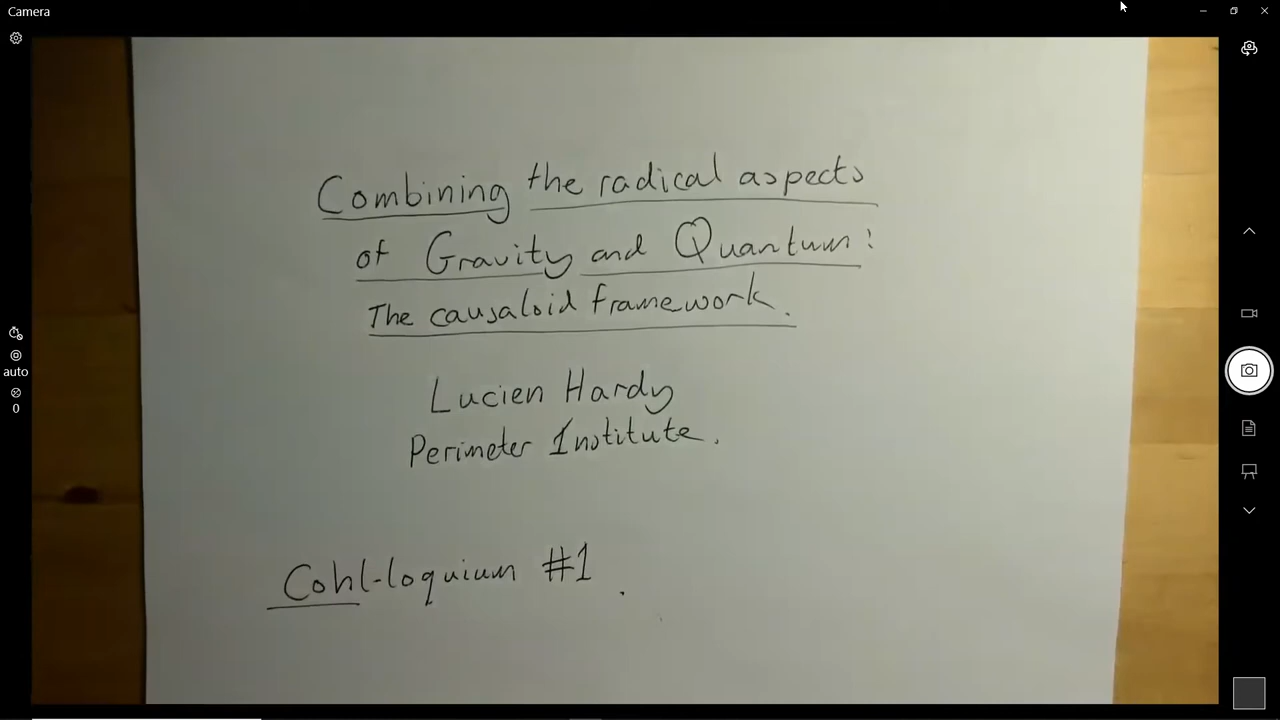 Camera
Combining the radical aspects
of Gravity and Quantum:
The causaloid framework.
Lucien Hardy
Perimeter Institute.
Cohl-loquium #1.
auto
0